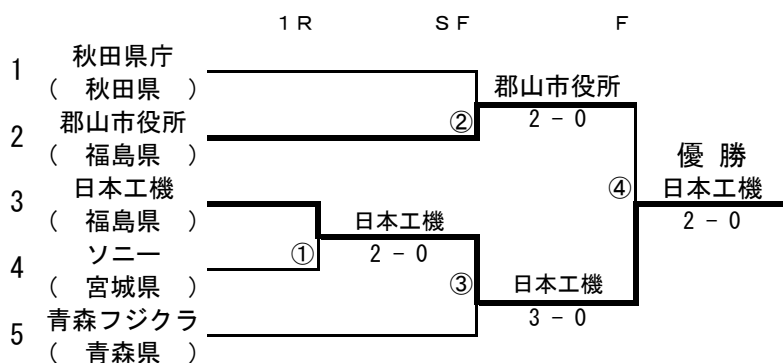 1R SF F
1 秋田県庁
( 秋田県 )
2 郡山市役所
( 福島県 )
3 日本工機
( 福島県 )
4 ソニー
( 宮城県 )
5 青森フジクラ
( 青森県 )
① 日本工機
2 - 0
② 郡山市役所
2 - 0
③ 日本工機
3 - 0
④ 優勝
日本工機
2 - 0